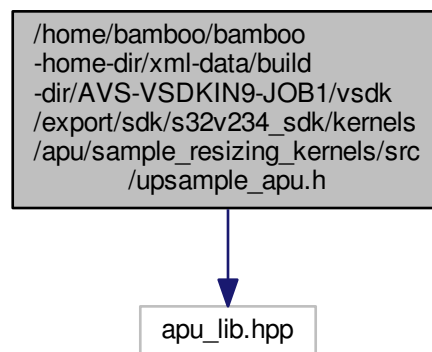 /home/bamboo/bamboo
-home-dir/xml-data/build
-dir/AVS-VSDKIN9-JOB1/vsdk
/export/sdk/s32v234_sdk/kernels
/apu/sample_resizing_kernels/src
/upsample_apu.h
apu_lib.hpp